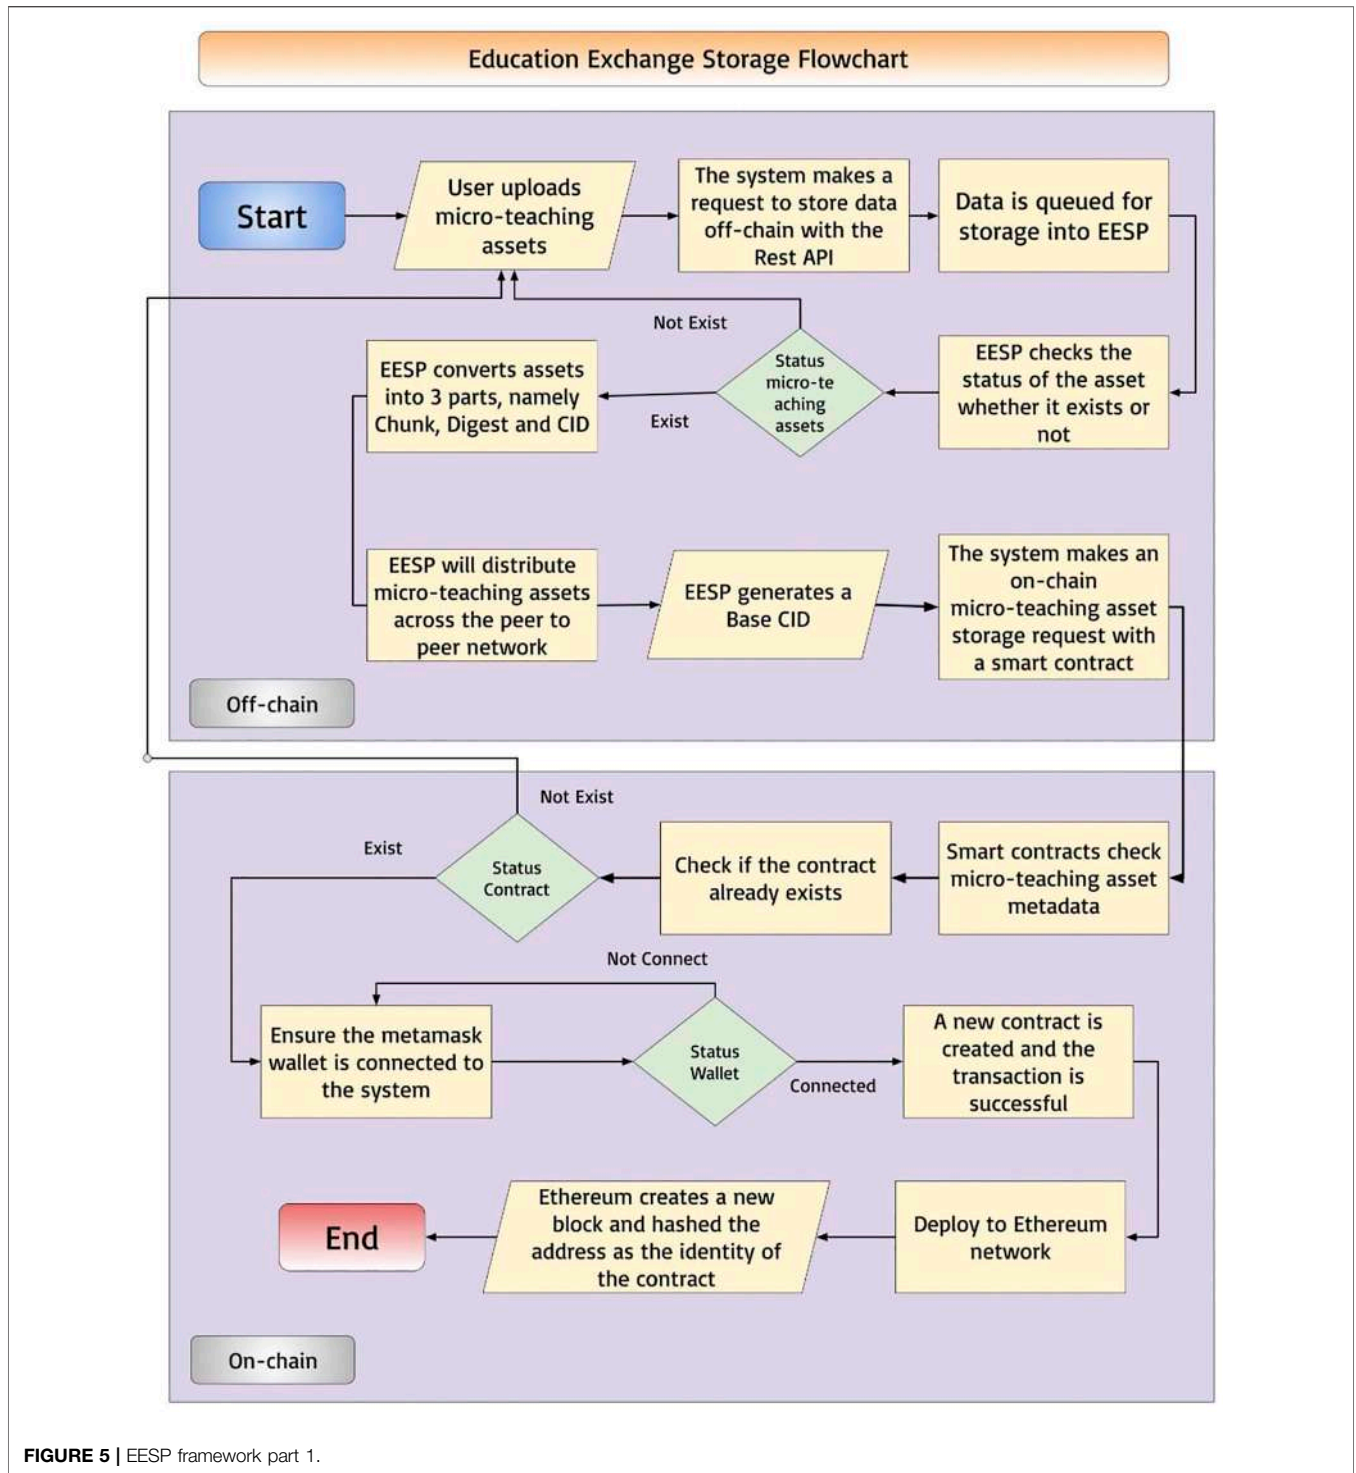 Education Exchange Storage Flowchart
Start
User uploads
micro-teaching
assets
The system makes a
request to store data
off-chain with the
Rest API
Data is queued for
storage into EESP
Not Exist
EESP converts assets
into 3 parts, namely
Chunk, Digest and CID
Exist
Status
micro-te
aching
assets
EESP checks the
status of the asset
whether it exists or
not
EESP will distribute
micro-teaching assets
across the peer to
peer network
EESP generates a
Base CID
The system makes an
on-chain
micro-teaching asset
storage request with
a smart contract
Off-chain
Not Exist
Exist
Status
Contract
Check if the contract
already exists
Smart contracts check
micro-teaching asset
metadata
Not Connect
Ensure the metamask
wallet is connected to
the system
Status
Wallet
Connected
A new contract is
created and the
transaction is
successful
End
Ethereum creates a new
block and hashed the
address as the identity of
the contract
Deploy to Ethereum
network
On-chain
FIGURE 5 | EESP framework part 1.